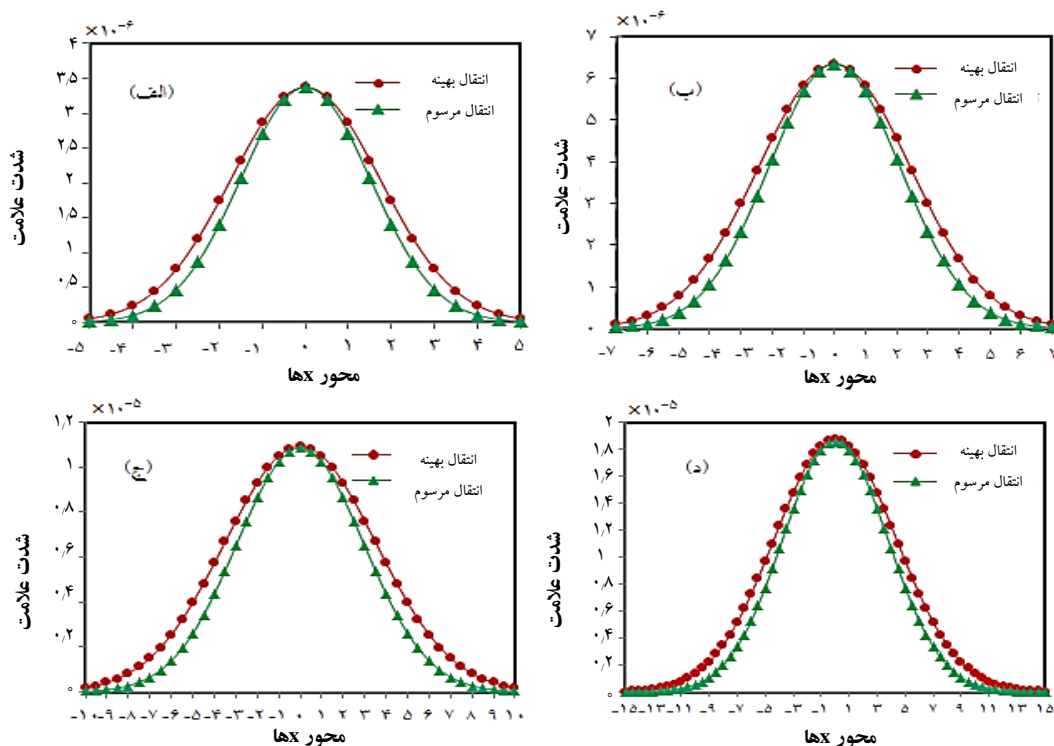 ×۱۰⁻۶
۴
۳٫۵
۳
۲٫۵
۲
۱٫۵
۱
۰٫۵
۰
(الف)
انتقال بهینه
انتقال مرسوم
شدت علامت
-۵ -۴ -۳ -۲ -۱ ۰ ۱ ۲ ۳ ۴ ۵
محور xها
×۱۰⁻۶
۷
۶
۵
۴
۳
۲
۱
۰
(ب)
انتقال بهینه
انتقال مرسوم
شدت علامت
-۷ -۶ -۵ -۴ -۳ -۲ -۱ ۰ ۱ ۲ ۳ ۴ ۵ ۶ ۷
محور xها
×۱۰⁻۵
۱٫۲
۱
۰٫۸
۰٫۶
۰٫۴
۰٫۲
۰
(ج)
انتقال بهینه
انتقال مرسوم
شدت علامت
-۱۰ -۹ -۸ -۷ -۶ -۵ -۴ -۳ -۲ -۱ ۰ ۱ ۲ ۳ ۴ ۵ ۶ ۷ ۸ ۹ ۱۰
محور xها
×۱۰⁻۵
۲
۱٫۸
۱٫۶
۱٫۴
۱٫۲
۱
۰٫۸
۰٫۶
۰٫۴
۰٫۲
۰
(د)
انتقال بهینه
انتقال مرسوم
شدت علامت
-۱۵ -۱۳ -۱۱ -۹ -۷ -۵ -۳ -۱ ۱ ۳ ۵ ۷ ۹ ۱۱ ۱۳ ۱۵
محور xها